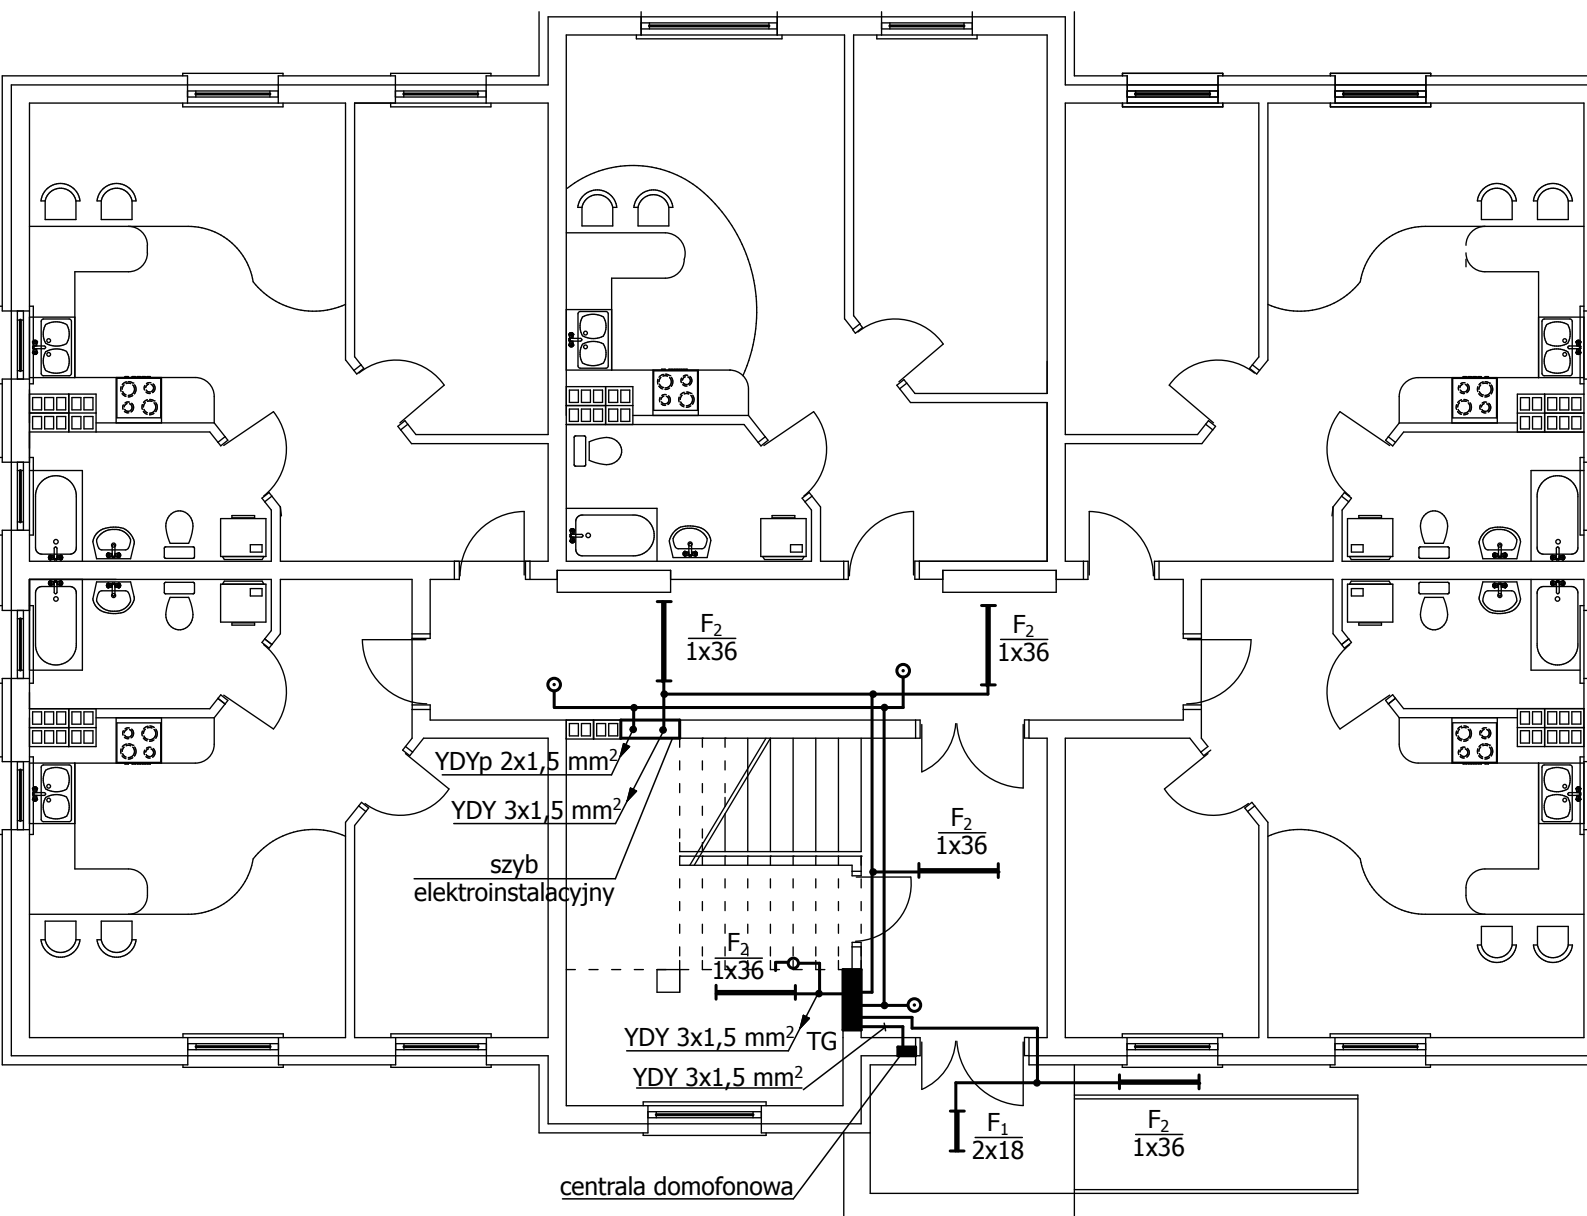 F₂
1x36
F₂
1x36
YDYp 2x1,5 mm²
YDY 3x1,5 mm²
szyb
elektroinstalacyjny
F₂
1x36
F₂
1x36
YDY 3x1,5 mm²
TG
YDY 3x1,5 mm²
F₁
2x18
F₂
1x36
centrala domofonowa